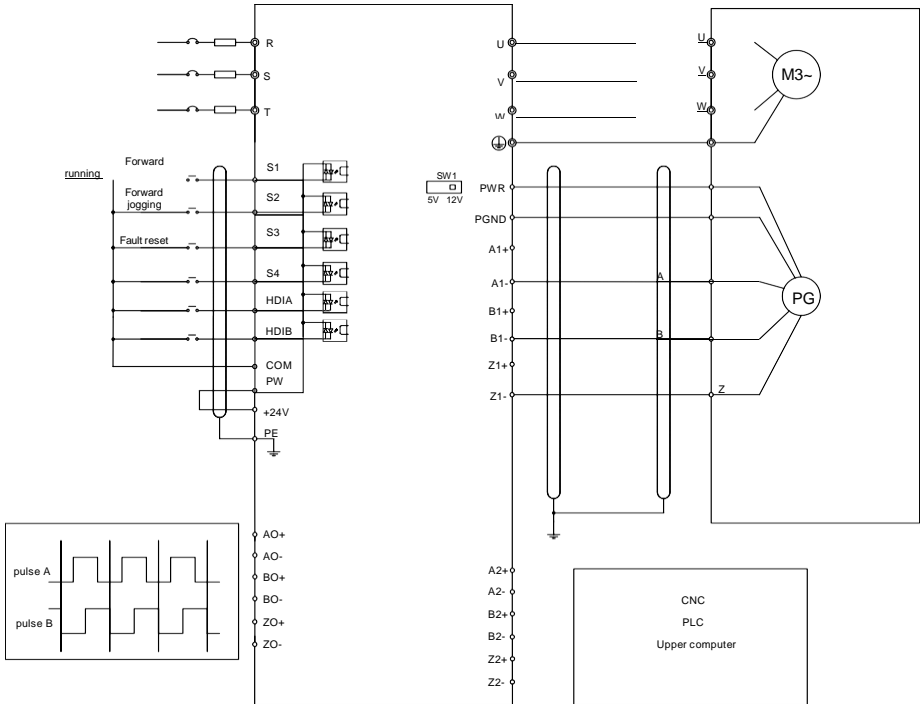 R
S
T
U
V
W
U
V
W
M3~
Forward
running
Forward
jogging
Fault reset
S1
S2
S3
S4
HDIA
HDIB
COM
PW
+24V
PE
SW1
5V 12V
PWR
PGND
A1+
A1-
B1+
B1-
Z1+
Z1-
A
B
Z
PG
pulse A
pulse B
AO+
AO-
BO+
BO-
ZO+
ZO-
A2+
A2-
B2+
B2-
Z2+
Z2-
CNC
PLC
Upper computer